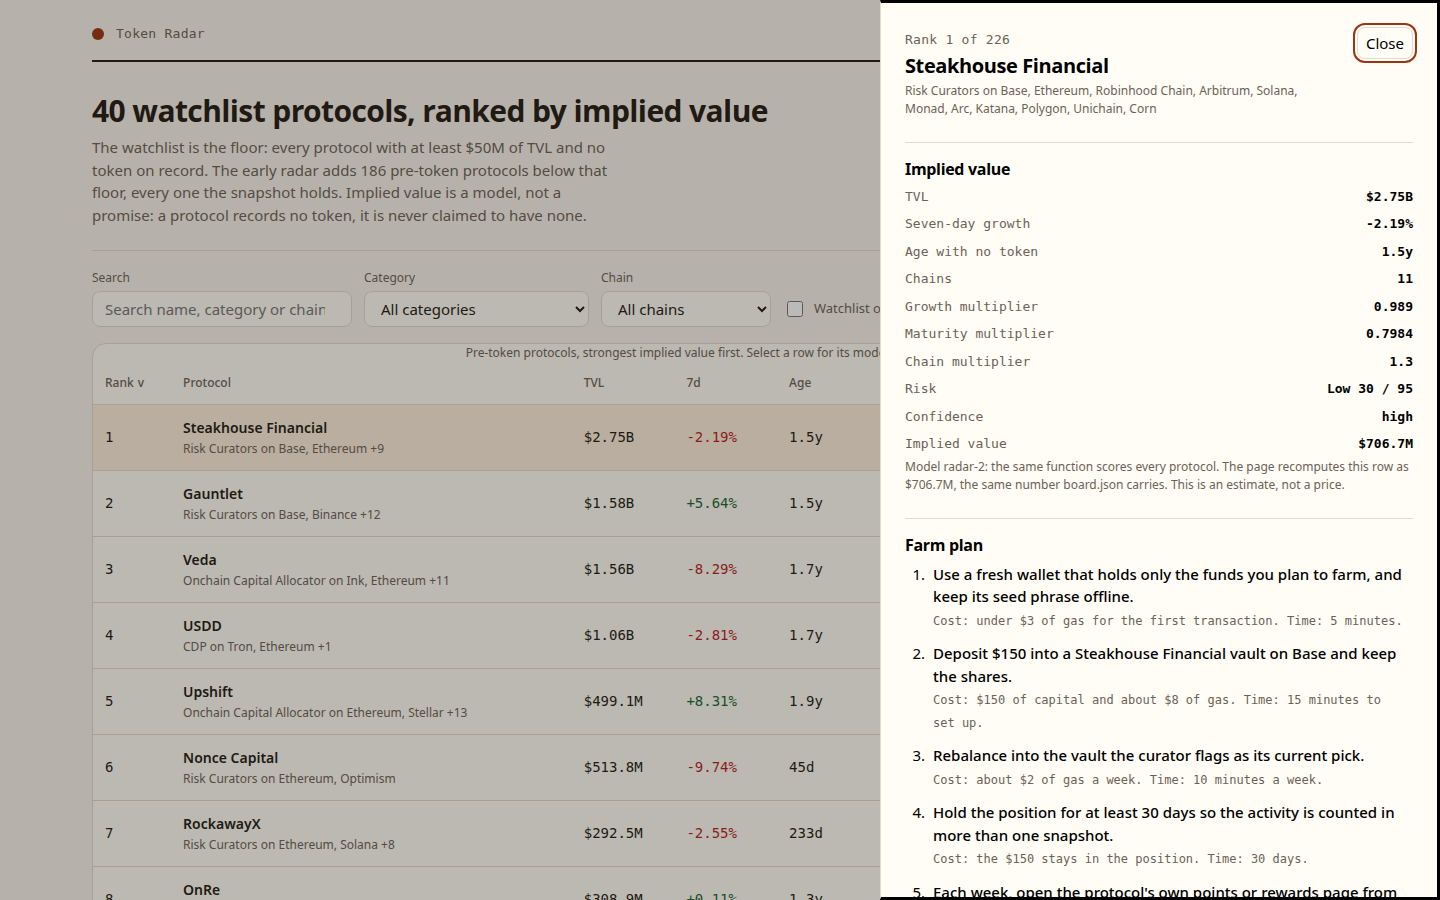 Token Radar
40 watchlist protocols, ranked by implied value
The watchlist is the floor: every protocol with at least $50M of TVL and no
token on record. The early radar adds 186 pre-token protocols below that
floor, every one the snapshot holds. Implied value is a model, not a
promise: a protocol records no token, it is never claimed to have none.
Search
Category
Chain
Search name, category or chain
All categories
All chains
Watchlist o
Pre-token protocols, strongest implied value first. Select a row for its mod
Rank v
Protocol
TVL
7d
Age
1
Steakhouse Financial
Risk Curators on Base, Ethereum +9
$2.75B
-2.19%
1.5y
2
Gauntlet
Risk Curators on Base, Binance +12
$1.58B
+5.64%
1.5y
3
Veda
Onchain Capital Allocator on Ink, Ethereum +11
$1.56B
-8.29%
1.7y
4
USDD
CDP on Tron, Ethereum +1
$1.06B
-2.81%
1.7y
5
Upshift
Onchain Capital Allocator on Ethereum, Stellar +13
$499.1M
+8.31%
1.9y
6
Nonce Capital
Risk Curators on Ethereum, Optimism
$513.8M
-9.74%
45d
7
RockawayX
Risk Curators on Ethereum, Solana +8
$292.5M
-2.55%
233d
8
OnRe
$308.9M
+0.11%
1.3y
Rank 1 of 226
Close
Steakhouse Financial
Risk Curators on Base, Ethereum, Robinhood Chain, Arbitrum, Solana,
Monad, Arc, Katana, Polygon, Unichain, Corn
Implied value
TVL $2.75B
Seven-day growth -2.19%
Age with no token 1.5y
Chains 11
Growth multiplier 0.989
Maturity multiplier 0.7984
Chain multiplier 1.3
Risk Low 30 / 95
Confidence high
Implied value $706.7M
Model radar-2: the same function scores every protocol. The page recomputes this row as
$706.7M, the same number board.json carries. This is an estimate, not a price.
Farm plan
1. Use a fresh wallet that holds only the funds you plan to farm, and
keep its seed phrase offline.
Cost: under $3 of gas for the first transaction. Time: 5 minutes.
2. Deposit $150 into a Steakhouse Financial vault on Base and keep
the shares.
Cost: $150 of capital and about $8 of gas. Time: 15 minutes to
set up.
3. Rebalance into the vault the curator flags as its current pick.
Cost: about $2 of gas a week. Time: 10 minutes a week.
4. Hold the position for at least 30 days so the activity is counted in
more than one snapshot.
Cost: the $150 stays in the position. Time: 30 days.
5. Each week, open the protocol's own points or rewards page from